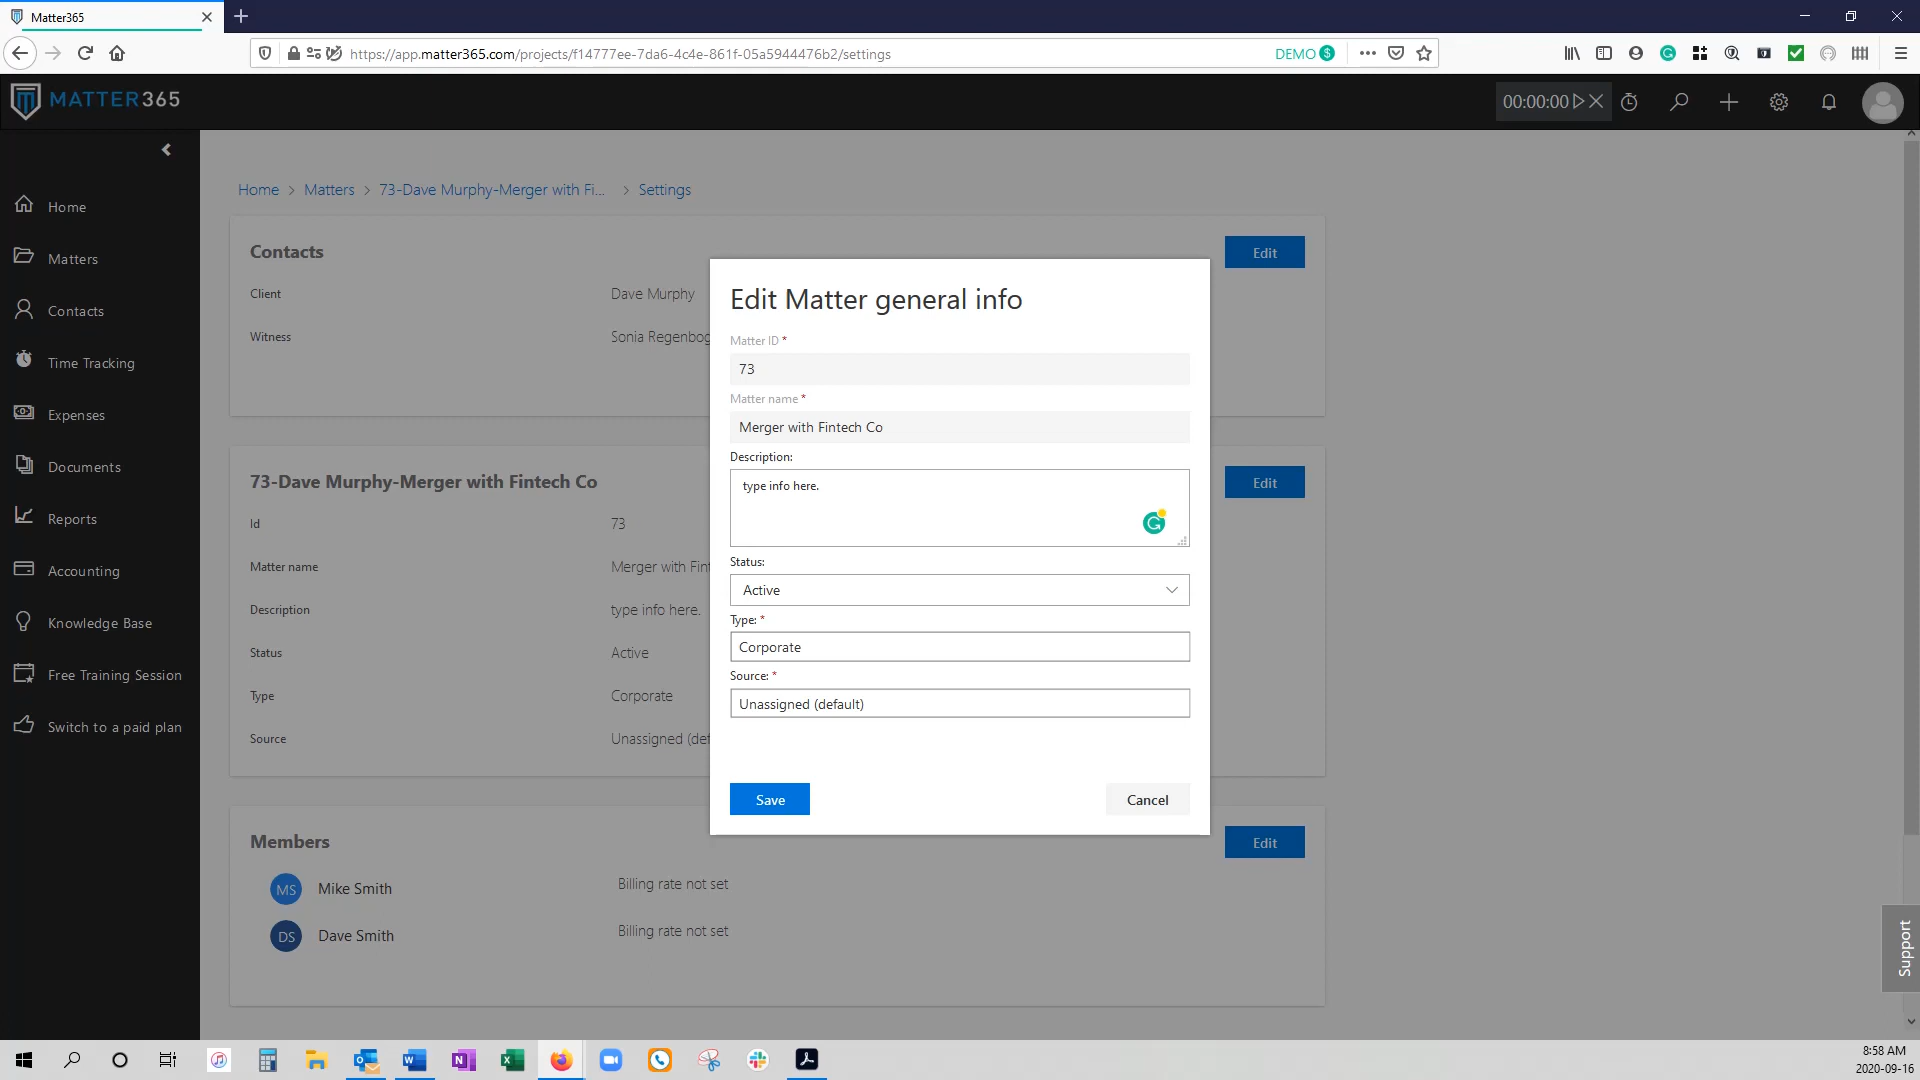 Matter365
https://app.matter365.com/projects/f14777ee-7da6-4c4e-861f-05a5944476b2/settings
DEMO
MATTER365
00:00:00
Home
Matters
Contacts
Time Tracking
Expenses
Documents
Reports
Accounting
Knowledge Base
Free Training Session
Switch to a paid plan
Home > Matters > 73-Dave Murphy-Merger with Fi... > Settings
Contacts
Edit
Client Dave Murphy
Witness Sonia Regenbog
73-Dave Murphy-Merger with Fintech Co
Edit
Id 73
Matter name Merger with Fint
Description type info here.
Status Active
Type Corporate
Source Unassigned (def
Members
Edit
MS Mike Smith Billing rate not set
DS Dave Smith Billing rate not set
Edit Matter general info
Matter ID *
73
Matter name *
Merger with Fintech Co
Description:
type info here.
Status:
Active
Type: *
Corporate
Source: *
Unassigned (default)
Save
Cancel
Support
8:58 AM
2020-09-16